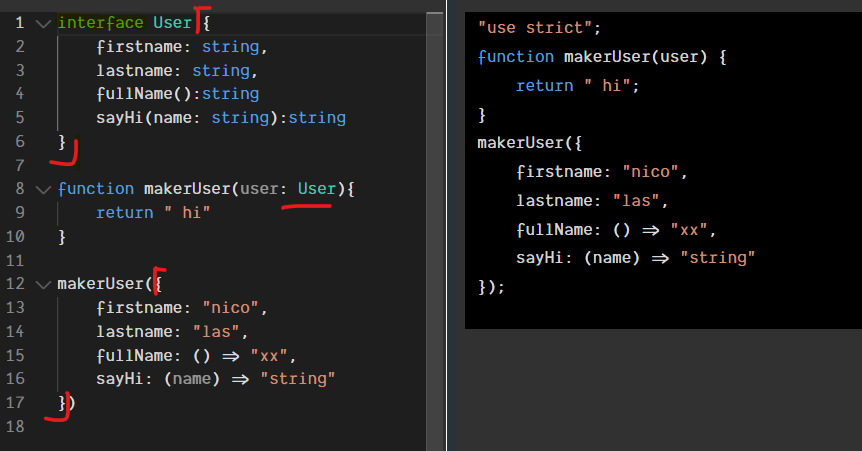 1 interface User {
2 firstname: string,
3 lastname: string,
4 fullName():string
5 sayHi(name: string):string
6 }
7
8 function makerUser(user: User){
9 return " hi"
10 }
11
12 makerUser({
13 firstname: "nico",
14 lastname: "las",
15 fullName: () => "xx",
16 sayHi: (name) => "string"
17 })
18
"use strict";
function makerUser(user) {
return " hi";
}
makerUser({
firstname: "nico",
lastname: "las",
fullName: () => "xx",
sayHi: (name) => "string"
});